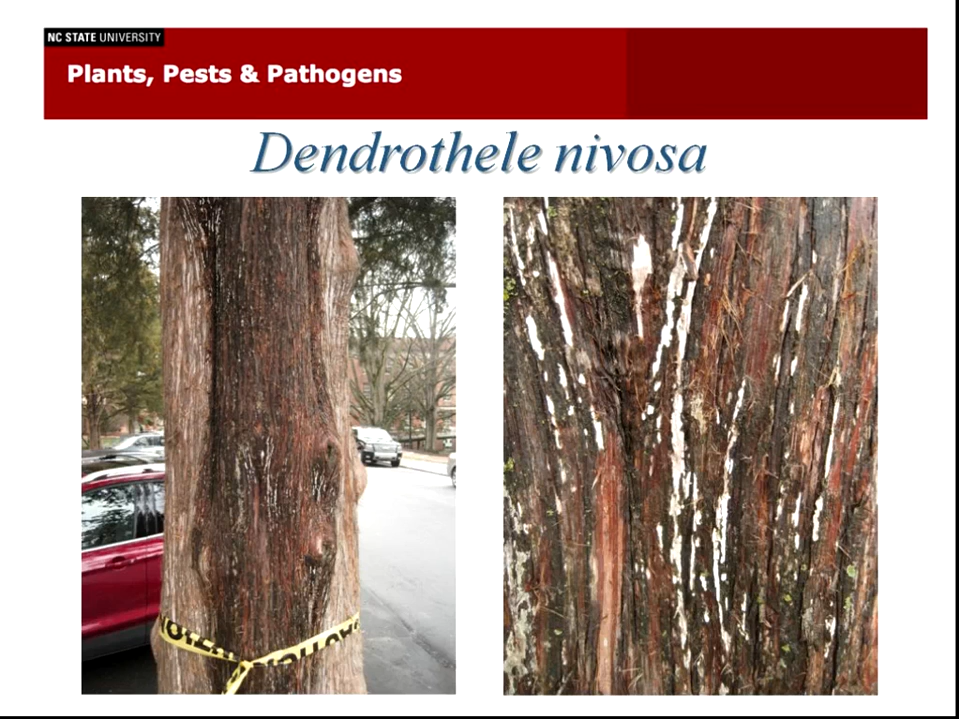 NC STATE UNIVERSITY
Plants, Pests & Pathogens
Dendrothele nivosa